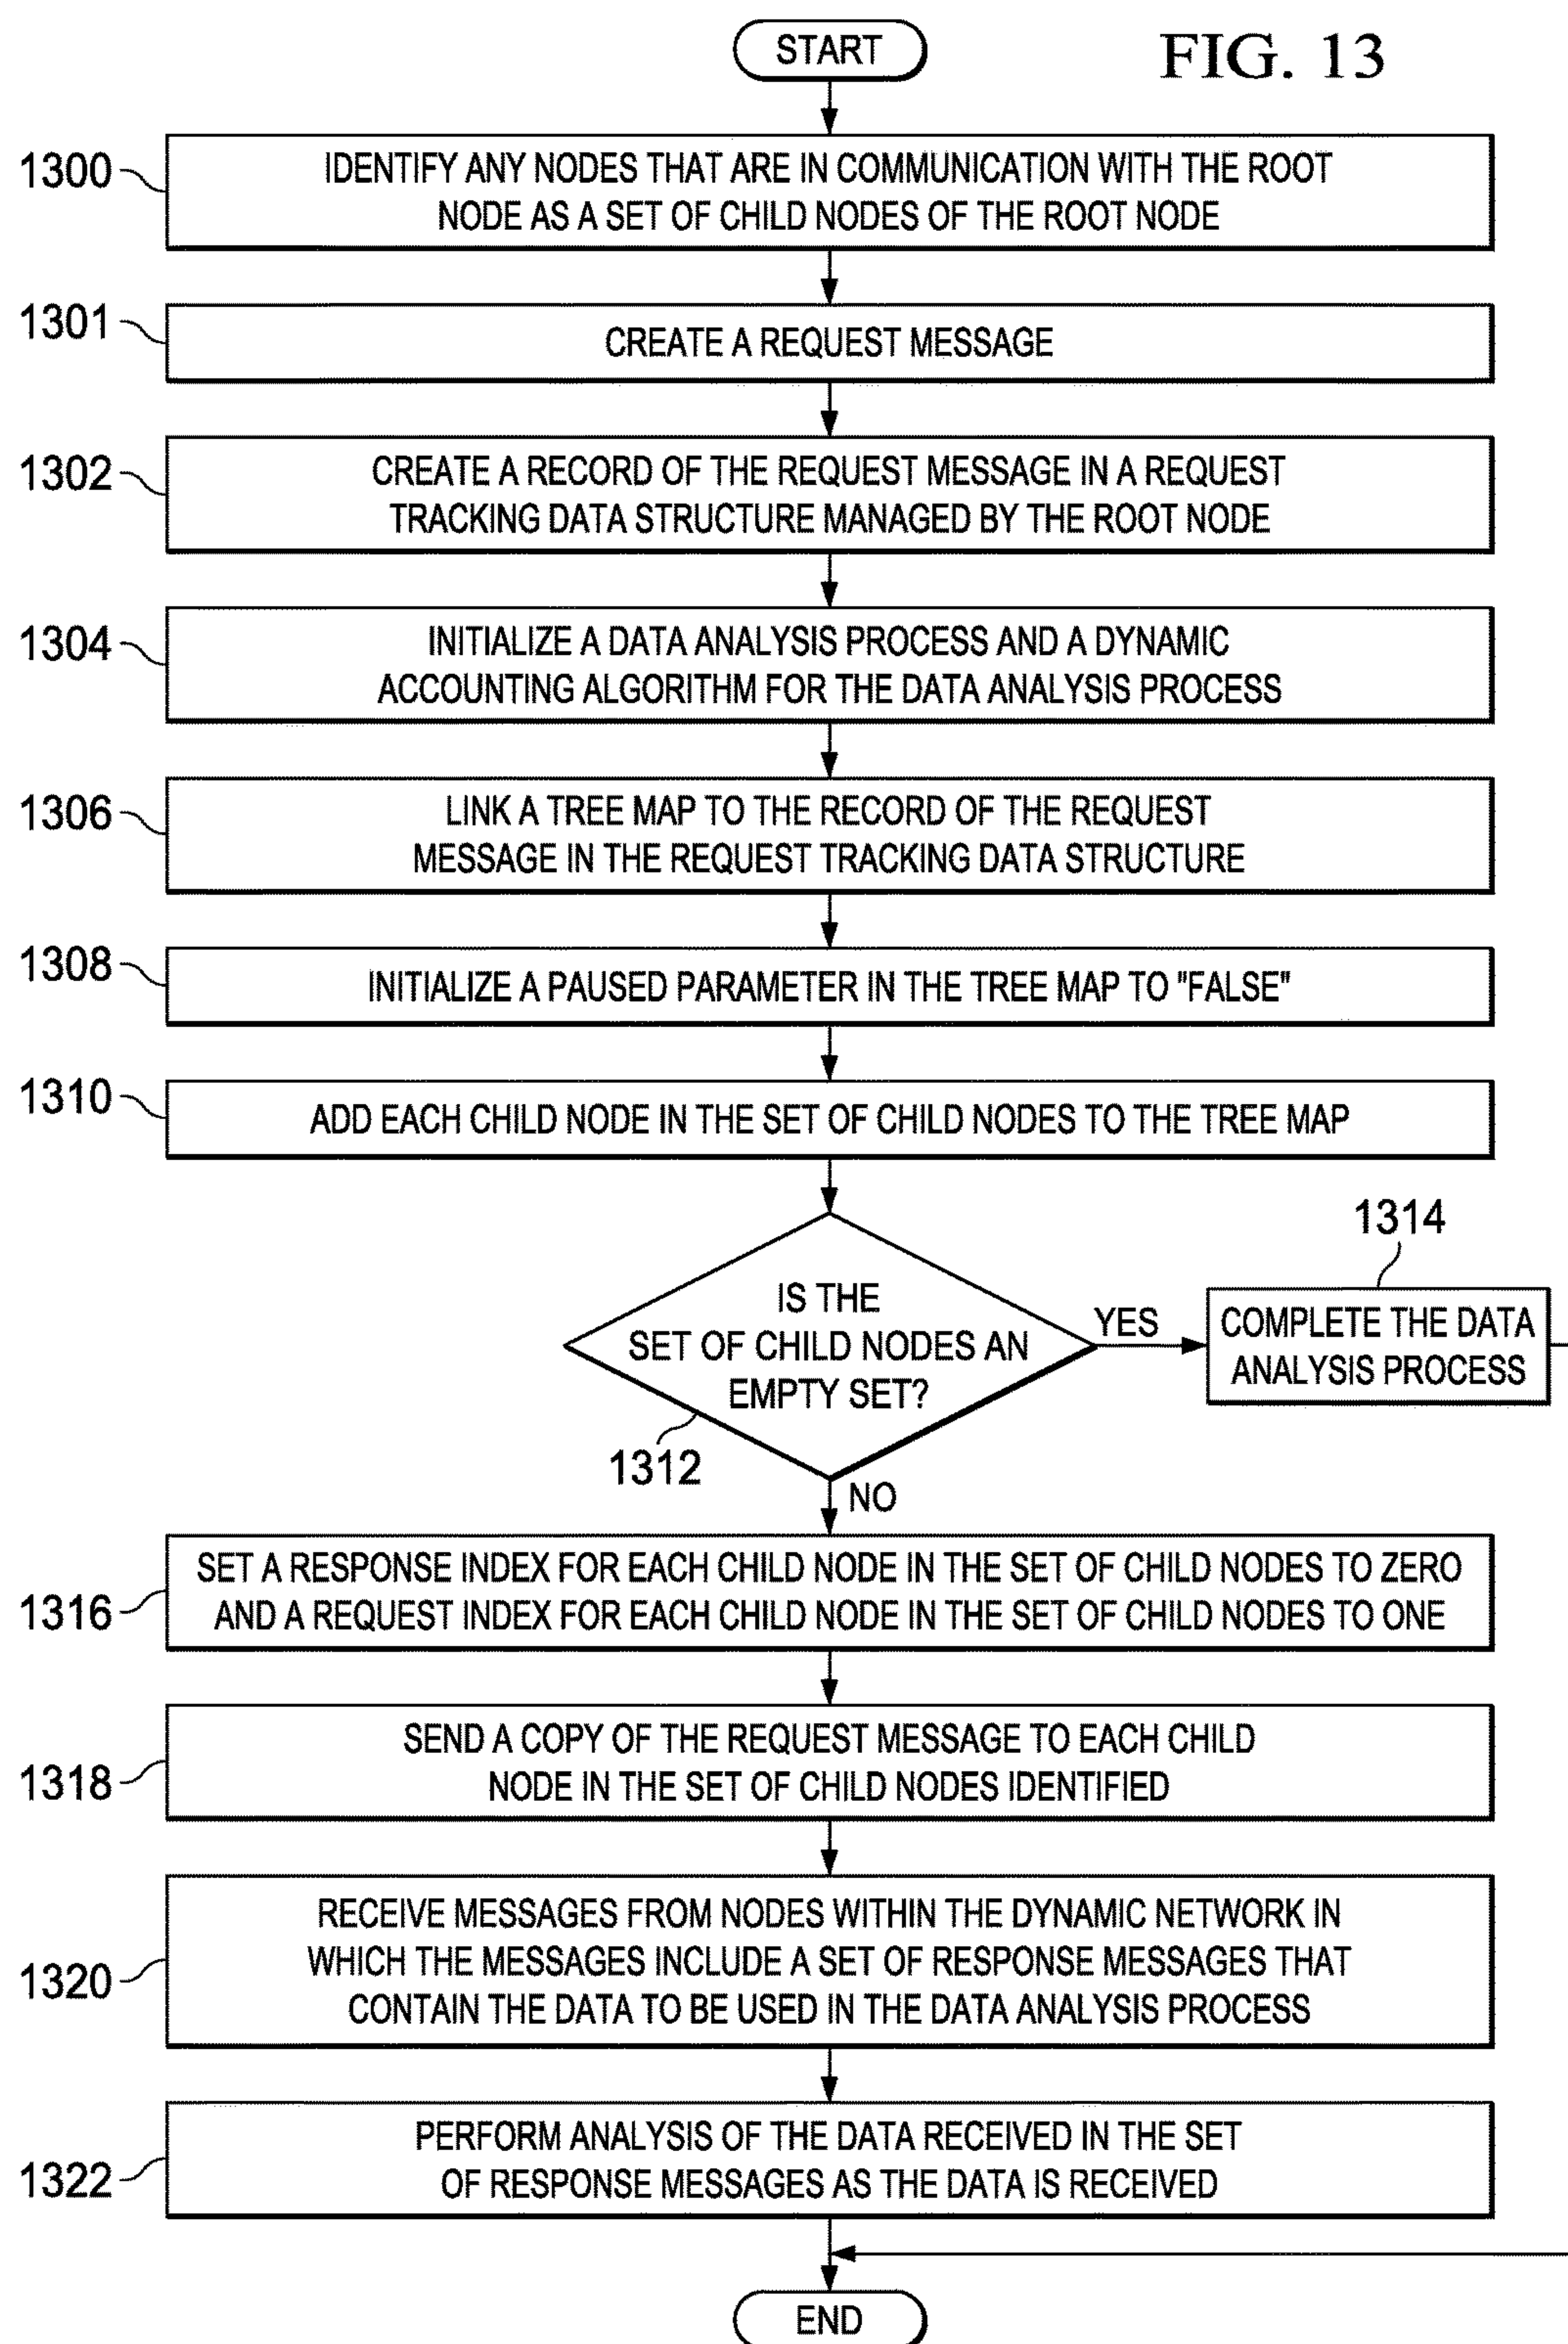 START
FIG. 13
1300
IDENTIFY ANY NODES THAT ARE IN COMMUNICATION WITH THE ROOT
NODE AS A SET OF CHILD NODES OF THE ROOT NODE
1301
CREATE A REQUEST MESSAGE
1302
CREATE A RECORD OF THE REQUEST MESSAGE IN A REQUEST
TRACKING DATA STRUCTURE MANAGED BY THE ROOT NODE
1304
INITIALIZE A DATA ANALYSIS PROCESS AND A DYNAMIC
ACCOUNTING ALGORITHM FOR THE DATA ANALYSIS PROCESS
1306
LINK A TREE MAP TO THE RECORD OF THE REQUEST
MESSAGE IN THE REQUEST TRACKING DATA STRUCTURE
1308
INITIALIZE A PAUSED PARAMETER IN THE TREE MAP TO "FALSE"
1310
ADD EACH CHILD NODE IN THE SET OF CHILD NODES TO THE TREE MAP
IS THE
SET OF CHILD NODES AN
EMPTY SET?
1312
YES
1314
COMPLETE THE DATA
ANALYSIS PROCESS
NO
1316
SET A RESPONSE INDEX FOR EACH CHILD NODE IN THE SET OF CHILD NODES TO ZERO
AND A REQUEST INDEX FOR EACH CHILD NODE IN THE SET OF CHILD NODES TO ONE
1318
SEND A COPY OF THE REQUEST MESSAGE TO EACH CHILD
NODE IN THE SET OF CHILD NODES IDENTIFIED
1320
RECEIVE MESSAGES FROM NODES WITHIN THE DYNAMIC NETWORK IN
WHICH THE MESSAGES INCLUDE A SET OF RESPONSE MESSAGES THAT
CONTAIN THE DATA TO BE USED IN THE DATA ANALYSIS PROCESS
1322
PERFORM ANALYSIS OF THE DATA RECEIVED IN THE SET
OF RESPONSE MESSAGES AS THE DATA IS RECEIVED
END